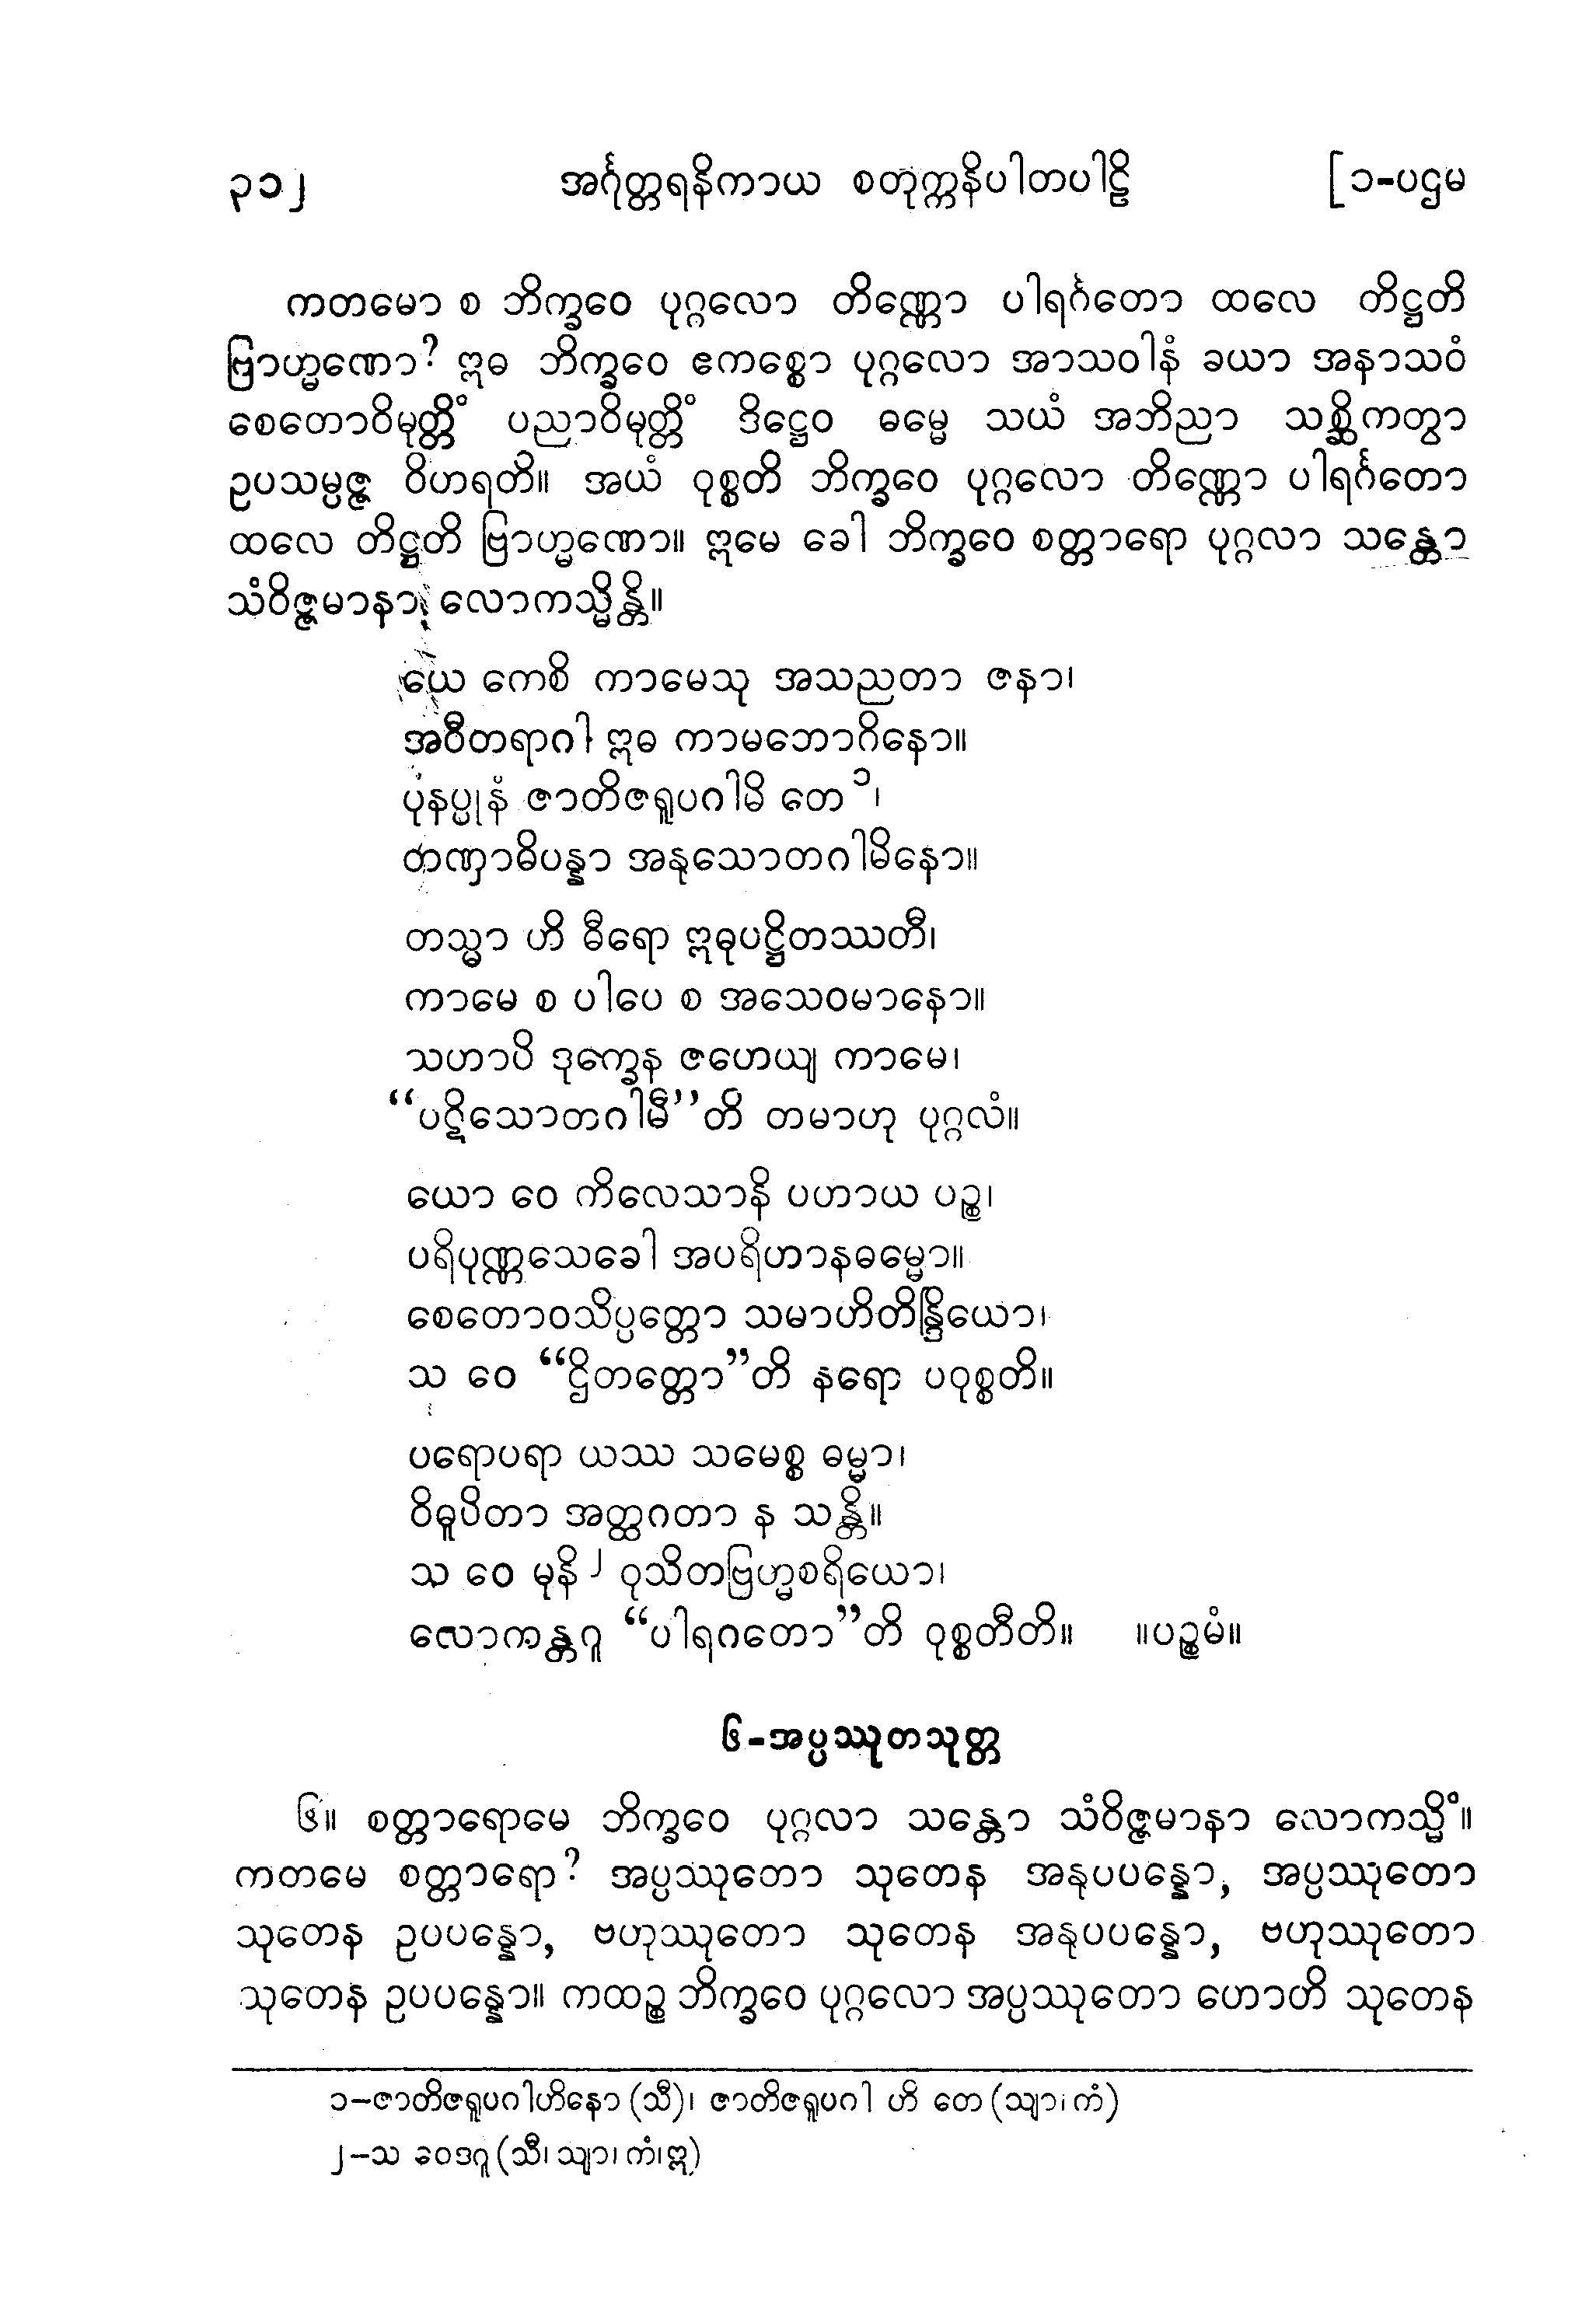 ၃၁၂ အင်္ဂုတ္တရနိကာယ စတုက္ကနိပါတပါဠိ [၁-ပဌမ
ကတမော စ ဘိက္ခဝေ ပုဂ္ဂလော တိဏ္ဏော ပါရင်္ဂတော ထလေ တိဋ္ဌတိ
ဗြာဟ္မဏော? ဣဓ ဘိက္ခဝေ ဧကစ္စော ပုဂ္ဂလော အာသဝါနံ ခယာ အနာသဝံ
စေတောဝိမုတ္တိံ ပညာဝိမုတ္တိံ ဒိဋ္ဌေဝ ဓမ္မေ သယံ အဘိညာ သစ္ဆိကတွာ
ဥပသမ္ပဇ္ဇ ဝိဟရတိ။ အယံ ဝုစ္စတိ ဘိက္ခဝေ ပုဂ္ဂလော တိဏ္ဏော ပါရင်္ဂတော
ထလေ တိဋ္ဌတိ ဗြာဟ္မဏော။ ဣမေ ခေါ ဘိက္ခဝေ စတ္တာရော ပုဂ္ဂလာ သန္တော
သံဝိဇ္ဇမာနာ လောကသ္မိန္တိ။
ယေ ကေစိ ကာမေသု အသညတာ ဇနာ၊
အဝီတရာဂါ ဣဓ ကာမဘောဂိနော။
ပုနပ္ပုနံ ဇာတိဇရူပဂါမိ တေ ၁၊
တဏှာဓိပန္နာ အနုသောတဂါမိနော။
တသ္မာ ဟိ ဓီရော ဣဓုပဋ္ဌိတဿတီ၊
ကာမေ စ ပါပေ စ အသေဝမာနော။
သဟာပိ ဒုက္ခေန ဇဟေယျ ကာမေ၊
“ပဋိသောတဂါမီ”တိ တမာဟု ပုဂ္ဂလံ။
ယော ဝေ ကိလေသာနိ ပဟာယ ပဉ္စ၊
ပရိပုဏ္ဏသေခေါ အပရိဟာနဓမ္မော။
စေတောဝသိပ္ပတ္တော သမာဟိတိန္ဒြိယော၊
သ ဝေ “ဌိတတ္တော”တိ နရော ပဝုစ္စတိ။
ပရောပရာ ယဿ သမေစ္စ ဓမ္မာ၊
ဝိဓူပိတာ အတ္ထဂတာ န သန္တိ။
သ ဝေ မုနိ ၂ ဝုသိတဗြဟ္မစရိယော၊
လောကန္တဂူ “ပါရဂတော”တိ ဝုစ္စတီတိ။ ။ပဉ္စမံ။
၆-အပ္ပဿုတသုတ္တ
၆။ စတ္တာရောမေ ဘိက္ခဝေ ပုဂ္ဂလာ သန္တော သံဝိဇ္ဇမာနာ လောကသ္မိံ။
ကတမေ စတ္တာရော? အပ္ပဿုတော သုတေန အနုပပန္နော, အပ္ပဿုတော
သုတေန ဥပပန္နော, ဗဟုဿုတော သုတေန အနုပပန္နော, ဗဟုဿုတော
သုတေန ဥပပန္နော။ ကထဉ္စ ဘိက္ခဝေ ပုဂ္ဂလော အပ္ပဿုတော ဟောတိ သုတေန
၁-ဇာတိဇရူပဂါဟိနော (သီ)၊ ဇာတိဇရူပဂါ ဟိ တေ (သျာ၊ ကံ)
၂-သ ဝေဒဂူ (သီ၊ သျာ၊ ကံ၊ ဣ)